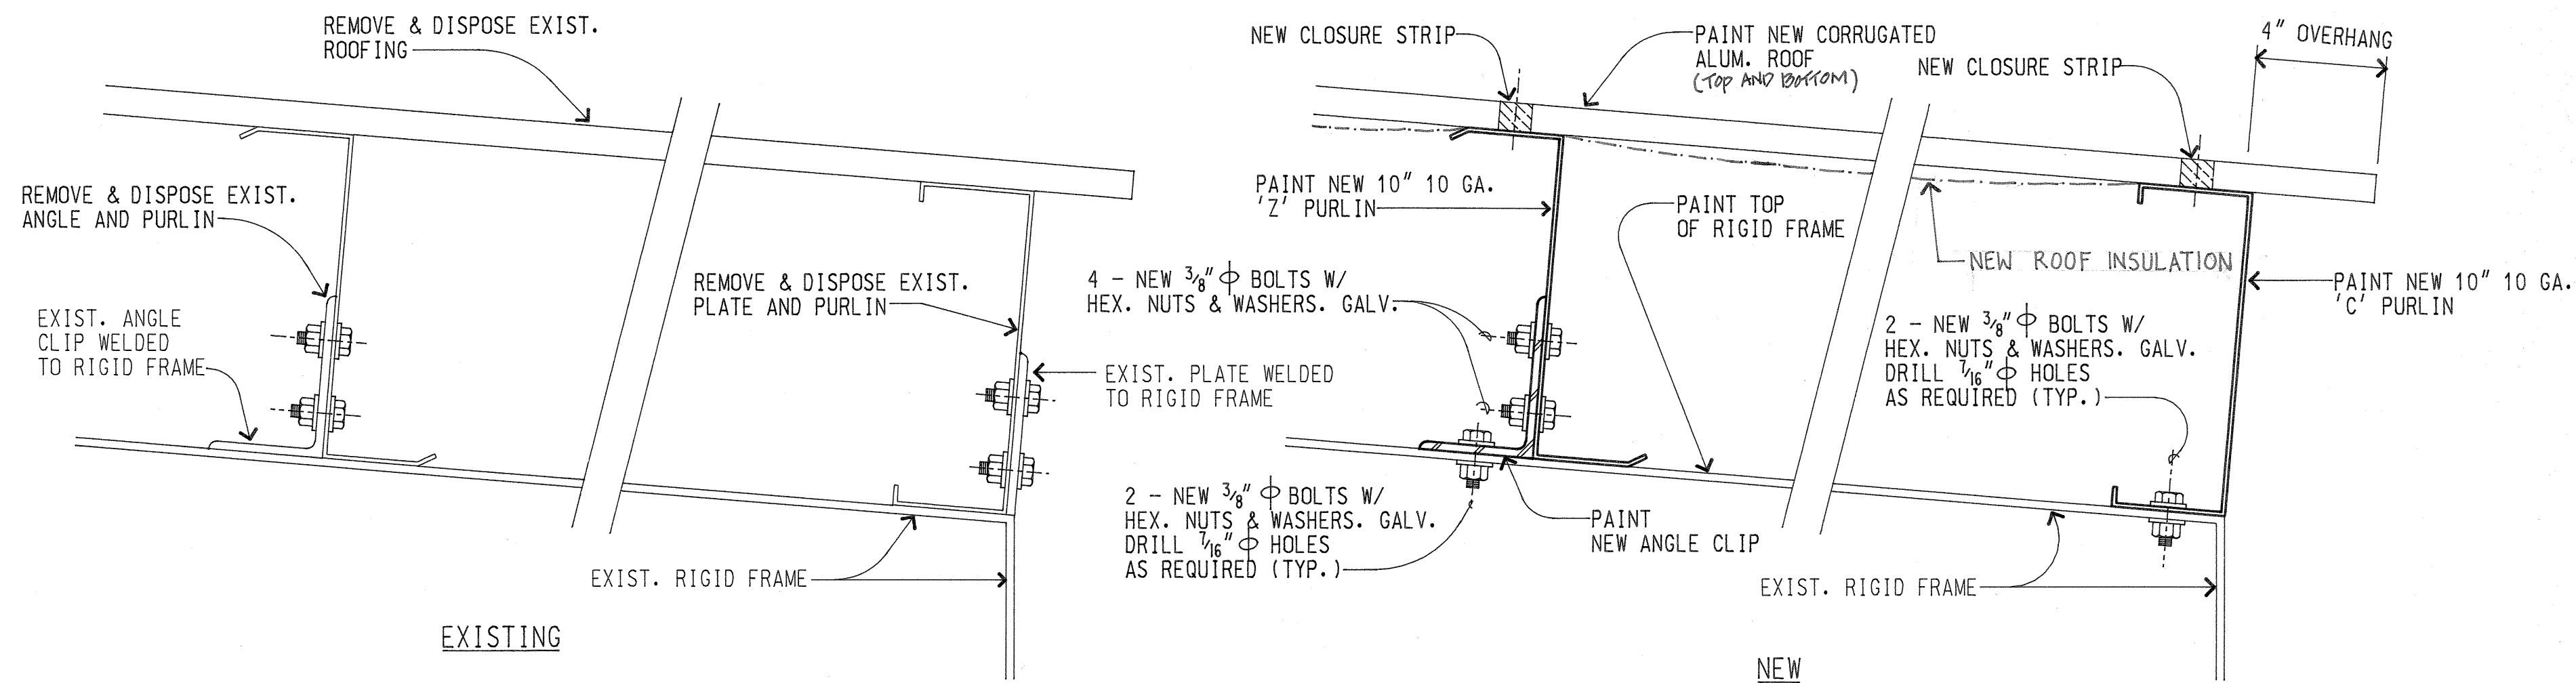 REMOVE & DISPOSE EXIST.
ROOFING
REMOVE & DISPOSE EXIST.
ANGLE AND PURLIN
EXIST. ANGLE
CLIP WELDED
TO RIGID FRAME
REMOVE & DISPOSE EXIST.
PLATE AND PURLIN
EXIST. PLATE WELDED
TO RIGID FRAME
EXIST. RIGID FRAME
EXISTING
NEW CLOSURE STRIP
PAINT NEW CORRUGATED
ALUM. ROOF
(TOP AND BOTTOM)
NEW CLOSURE STRIP
4" OVERHANG
PAINT NEW 10" 10 GA.
'Z' PURLIN
PAINT TOP
OF RIGID FRAME
NEW ROOF INSULATION
PAINT NEW 10" 10 GA.
'C' PURLIN
4 - NEW 3/8" ϕ BOLTS W/
HEX. NUTS & WASHERS. GALV.
2 - NEW 3/8" ϕ BOLTS W/
HEX. NUTS & WASHERS. GALV.
DRILL 7/16" ϕ HOLES
AS REQUIRED (TYP.)
2 - NEW 3/8" ϕ BOLTS W/
HEX. NUTS & WASHERS. GALV.
DRILL 7/16" ϕ HOLES
AS REQUIRED (TYP.)
PAINT
NEW ANGLE CLIP
EXIST. RIGID FRAME
NEW